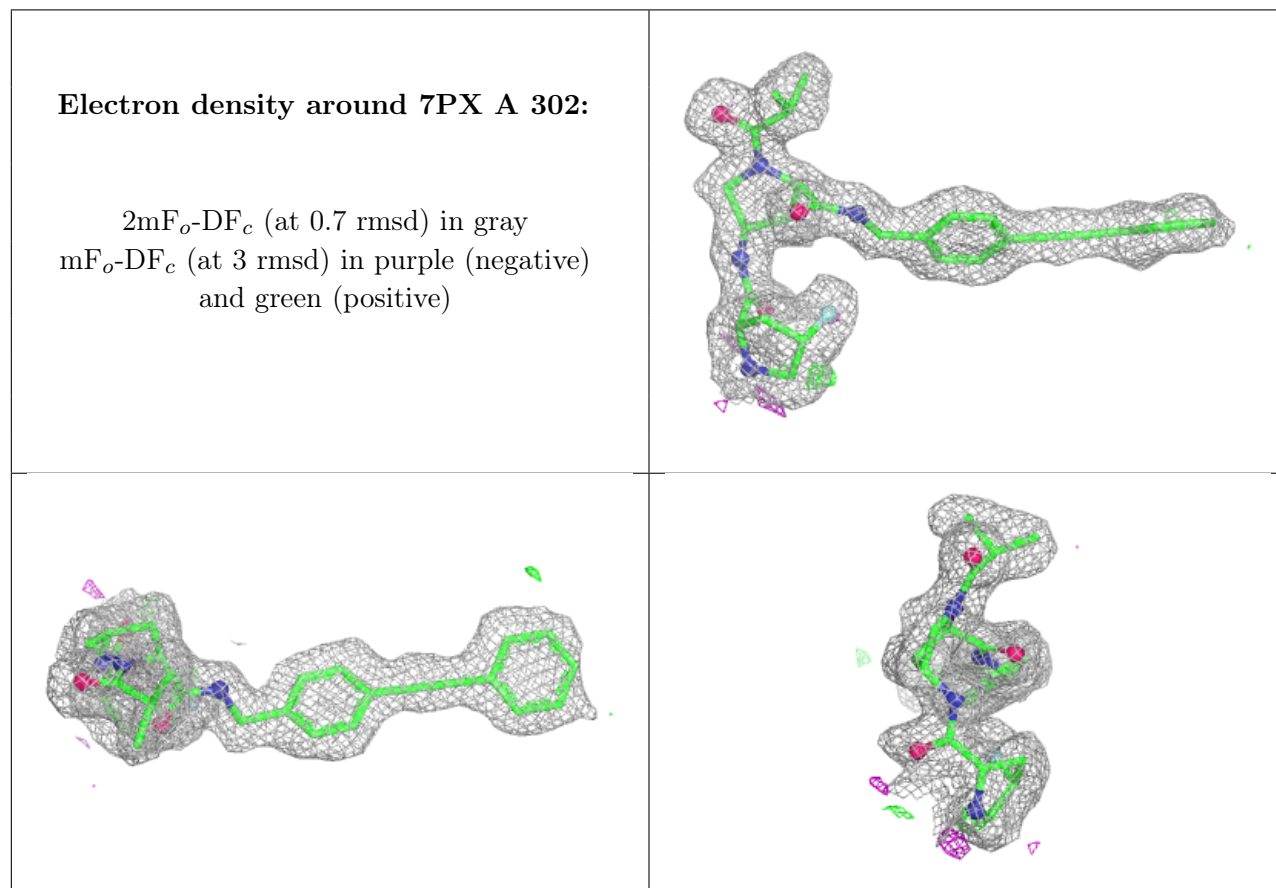 Electron density around 7PX A 302:
2mFo-DFc (at 0.7 rmsd) in gray
mFo-DFc (at 3 rmsd) in purple (negative)
and green (positive)